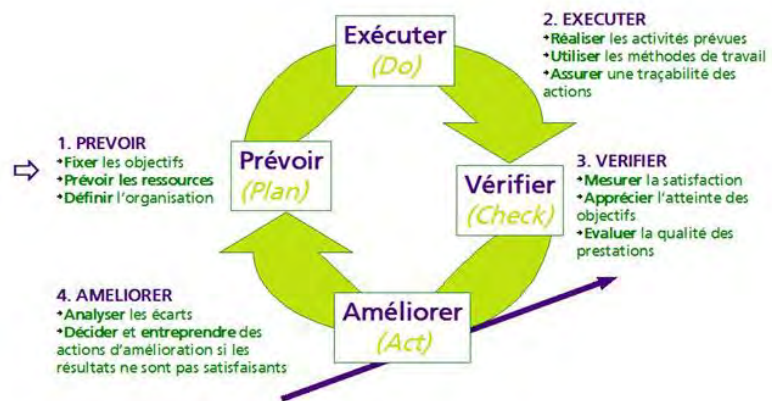 Exécuter
(Do)
2. EXECUTER
Réaliser les activités prévues
Utiliser les méthodes de travail
Assurer une traçabilité des
actions
1. PREVOIR
Fixer les objectifs
Prévoir les ressources
Définir l'organisation
Prévoir
(Plan)
Vérifier
(Check)
3. VERIFIER
Mesurer la satisfaction
Apprécier l'atteinte des
objectifs
Evaluer la qualité des
prestations
4. AMELIORER
Analyser les écarts
Décider et entreprendre des
actions d'amélioration si les
résultats ne sont pas satisfaisants
Améliorer
(Act)